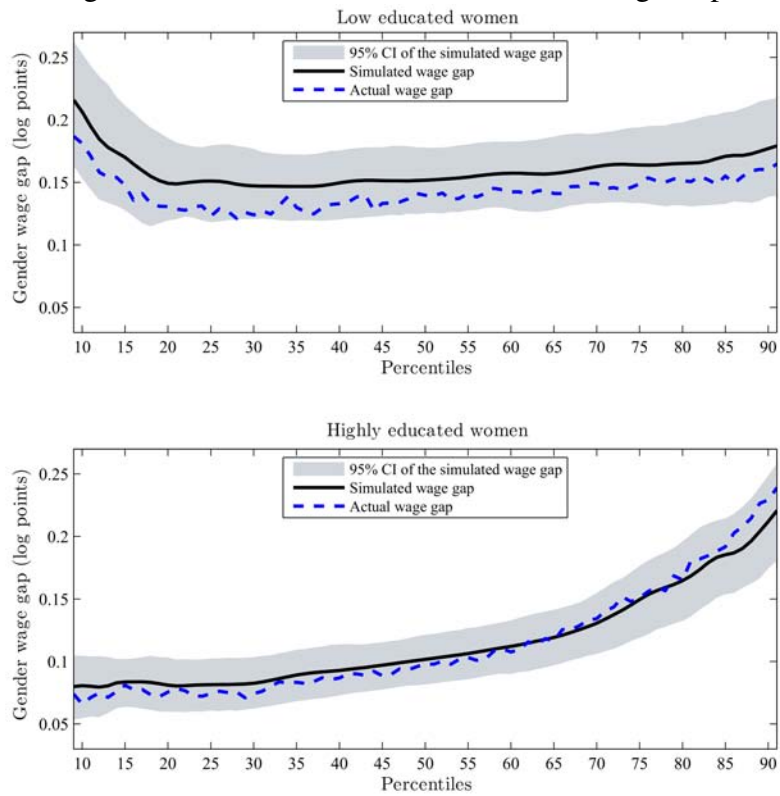 Low educated women
95% CI of the simulated wage gap
Simulated wage gap
Actual wage gap
Gender wage gap (log points)
0.25
0.2
0.15
0.1
0.05
10 15 20 25 30 35 40 45 50 55 60 65 70 75 80 85 90
Percentiles
Highly educated women
95% CI of the simulated wage gap
Simulated wage gap
Actual wage gap
Gender wage gap (log points)
0.25
0.2
0.15
0.1
0.05
10 15 20 25 30 35 40 45 50 55 60 65 70 75 80 85 90
Percentiles